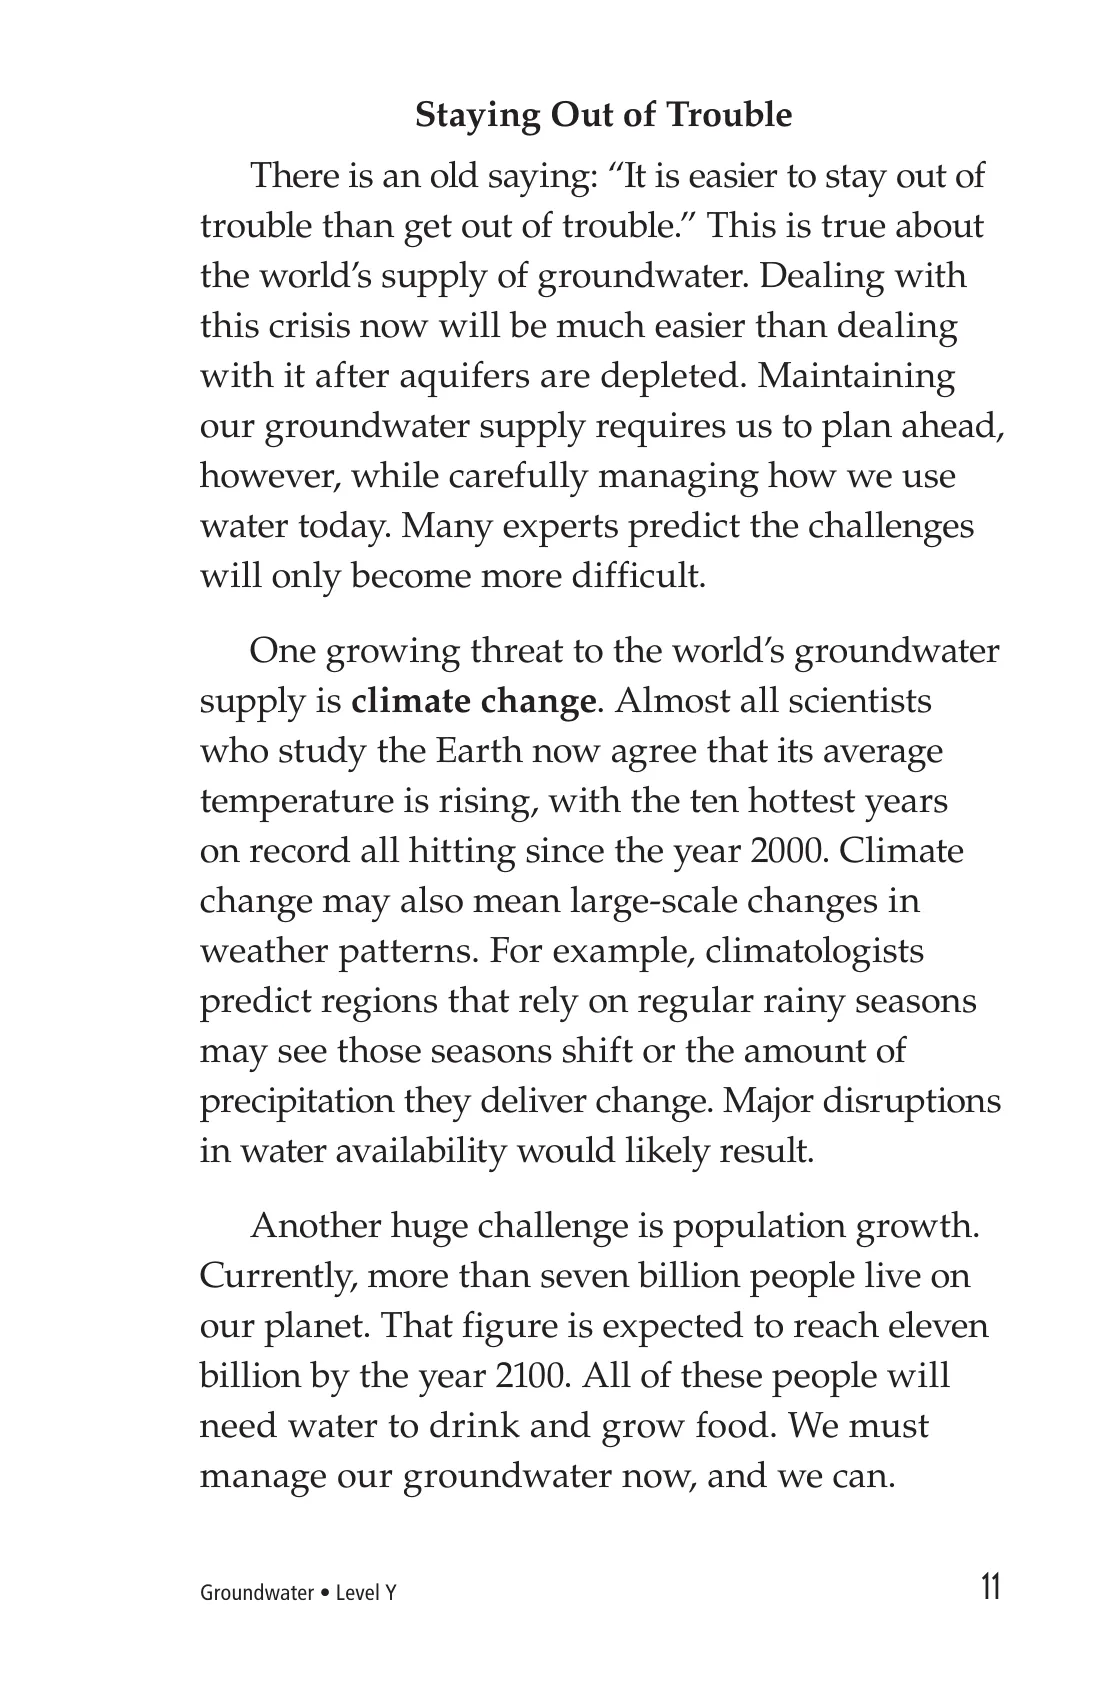 Staying Out of Trouble
There is an old saying: “It is easier to stay out of
trouble than get out of trouble.” This is true about
the world’s supply of groundwater. Dealing with
this crisis now will be much easier than dealing
with it after aquifers are depleted. Maintaining
our groundwater supply requires us to plan ahead,
however, while carefully managing how we use
water today. Many experts predict the challenges
will only become more difficult.
One growing threat to the world’s groundwater
supply is climate change. Almost all scientists
who study the Earth now agree that its average
temperature is rising, with the ten hottest years
on record all hitting since the year 2000. Climate
change may also mean large-scale changes in
weather patterns. For example, climatologists
predict regions that rely on regular rainy seasons
may see those seasons shift or the amount of
precipitation they deliver change. Major disruptions
in water availability would likely result.
Another huge challenge is population growth.
Currently, more than seven billion people live on
our planet. That figure is expected to reach eleven
billion by the year 2100. All of these people will
need water to drink and grow food. We must
manage our groundwater now, and we can.
Groundwater • Level Y 11